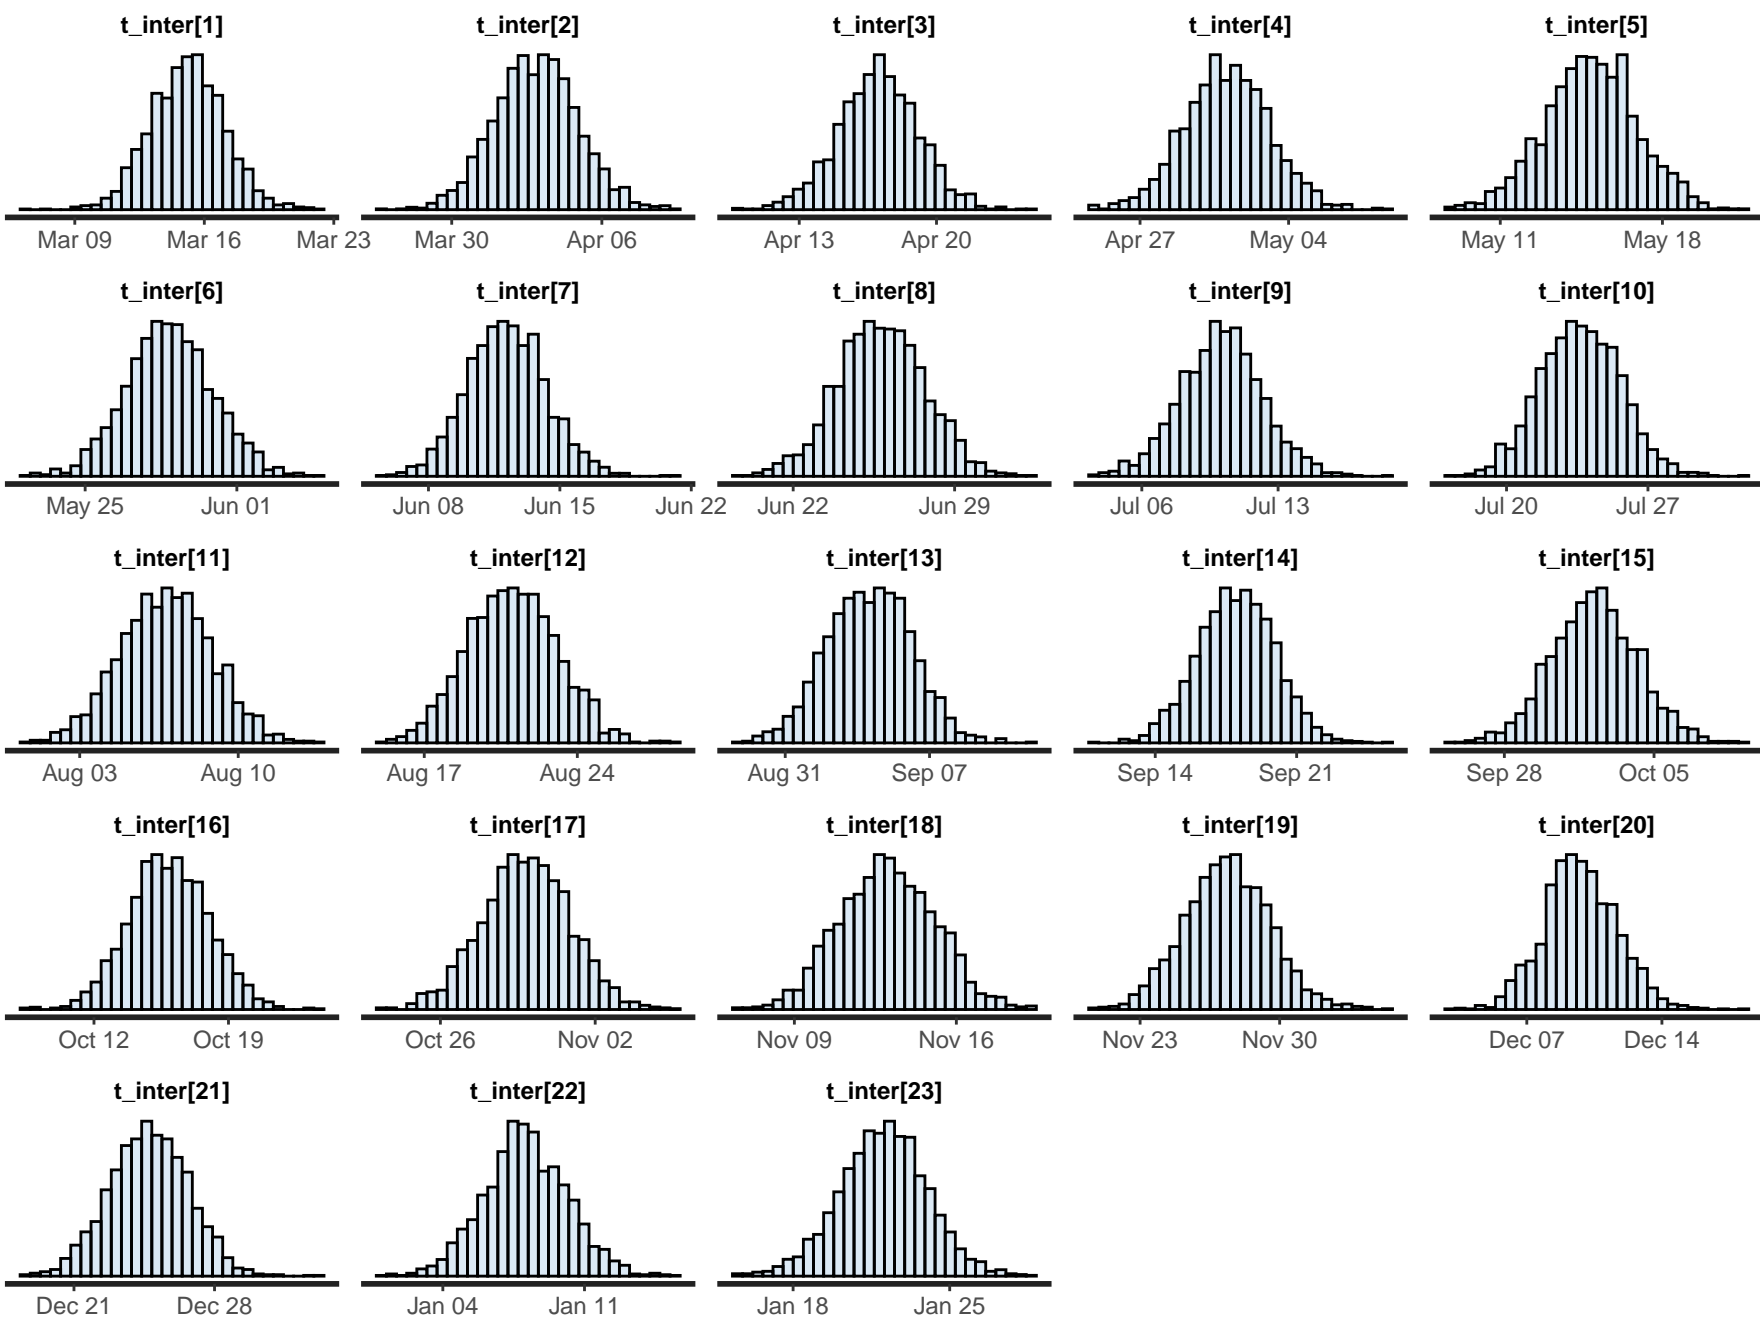 t_inter[1] t_inter[2] t_inter[3] t_inter[4] t_inter[5]
Mar 09 Mar 16 Mar 23 Mar 30 Apr 06 Apr 13 Apr 20 Apr 27 May 04 May 11 May 18
t_inter[6] t_inter[7] t_inter[8] t_inter[9] t_inter[10]
May 25 Jun 01 Jun 08 Jun 15 Jun 22 Jun 22 Jun 29 Jul 06 Jul 13 Jul 20 Jul 27
t_inter[11] t_inter[12] t_inter[13] t_inter[14] t_inter[15]
Aug 03 Aug 10 Aug 17 Aug 24 Aug 31 Sep 07 Sep 14 Sep 21 Sep 28 Oct 05
t_inter[16] t_inter[17] t_inter[18] t_inter[19] t_inter[20]
Oct 12 Oct 19 Oct 26 Nov 02 Nov 09 Nov 16 Nov 23 Nov 30 Dec 07 Dec 14
t_inter[21] t_inter[22] t_inter[23]
Dec 21 Dec 28 Jan 04 Jan 11 Jan 18 Jan 25